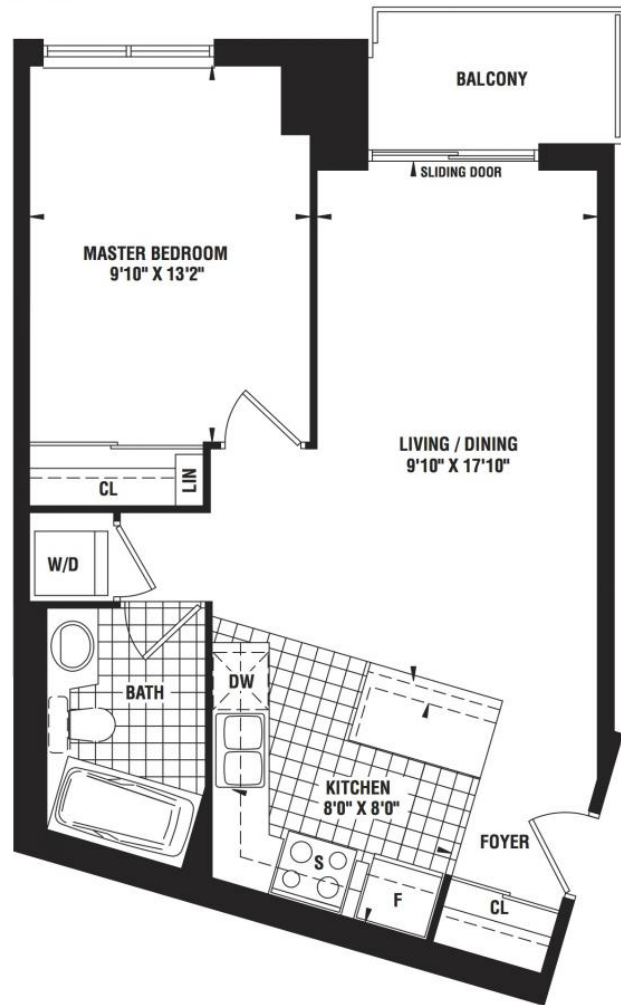 BALCONY
SLIDING DOOR
MASTER BEDROOM
9'10" X 13'2"
LIVING / DINING
9'10" X 17'10"
CL
LIN
W/D
BATH
DW
KITCHEN
8'0" X 8'0"
FOYER
S
F
CL